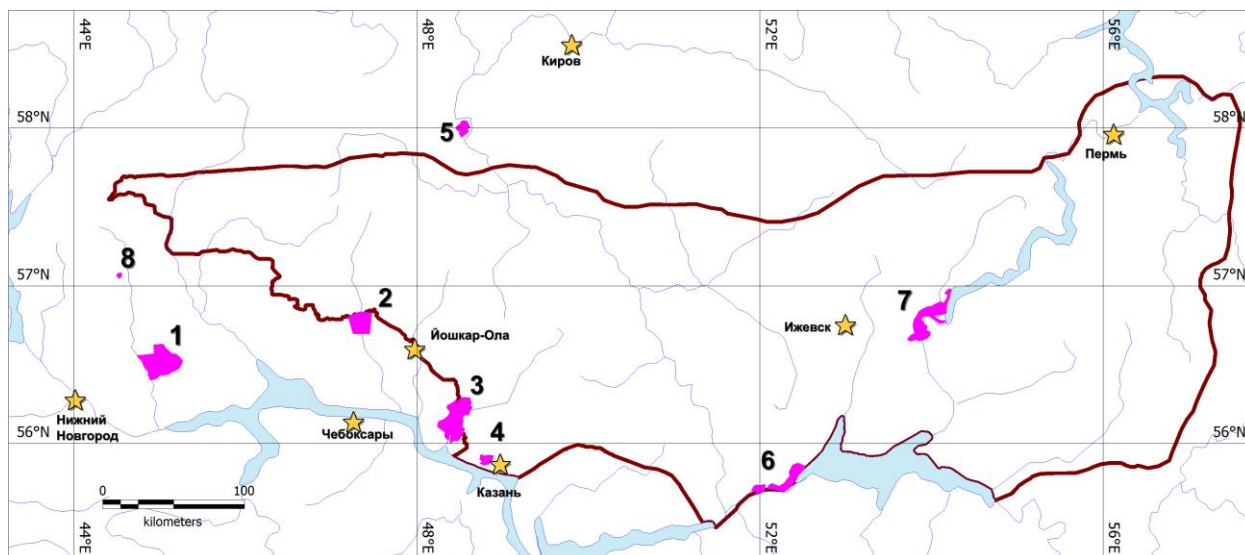 44°E
48°E
52°E
56°E
Киров
58°N
5
58°N
Пермь
8
57°N
57°N
2
7
1
Йошкар-Ола
Ижевск
3
Нижний
Новгород
Чебоксары
4
56°N
56°N
6
Казань
0
100
kilometers
44°E
48°E
52°E
56°E